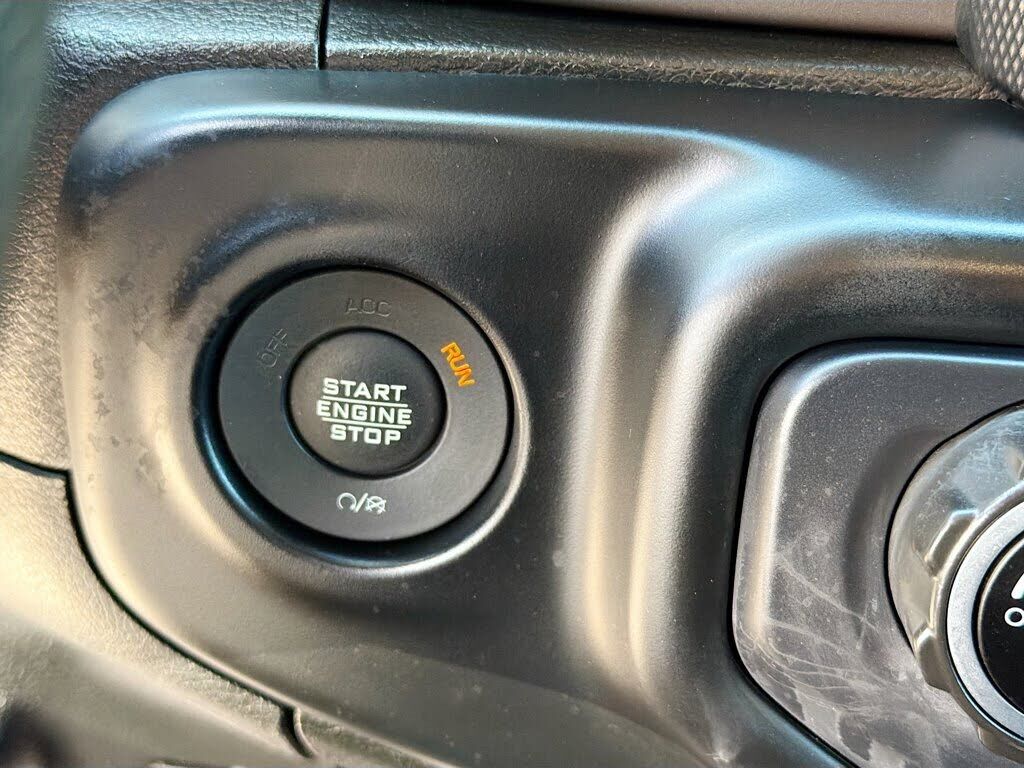 ACC
OFF
RUN
START
ENGINE
STOP